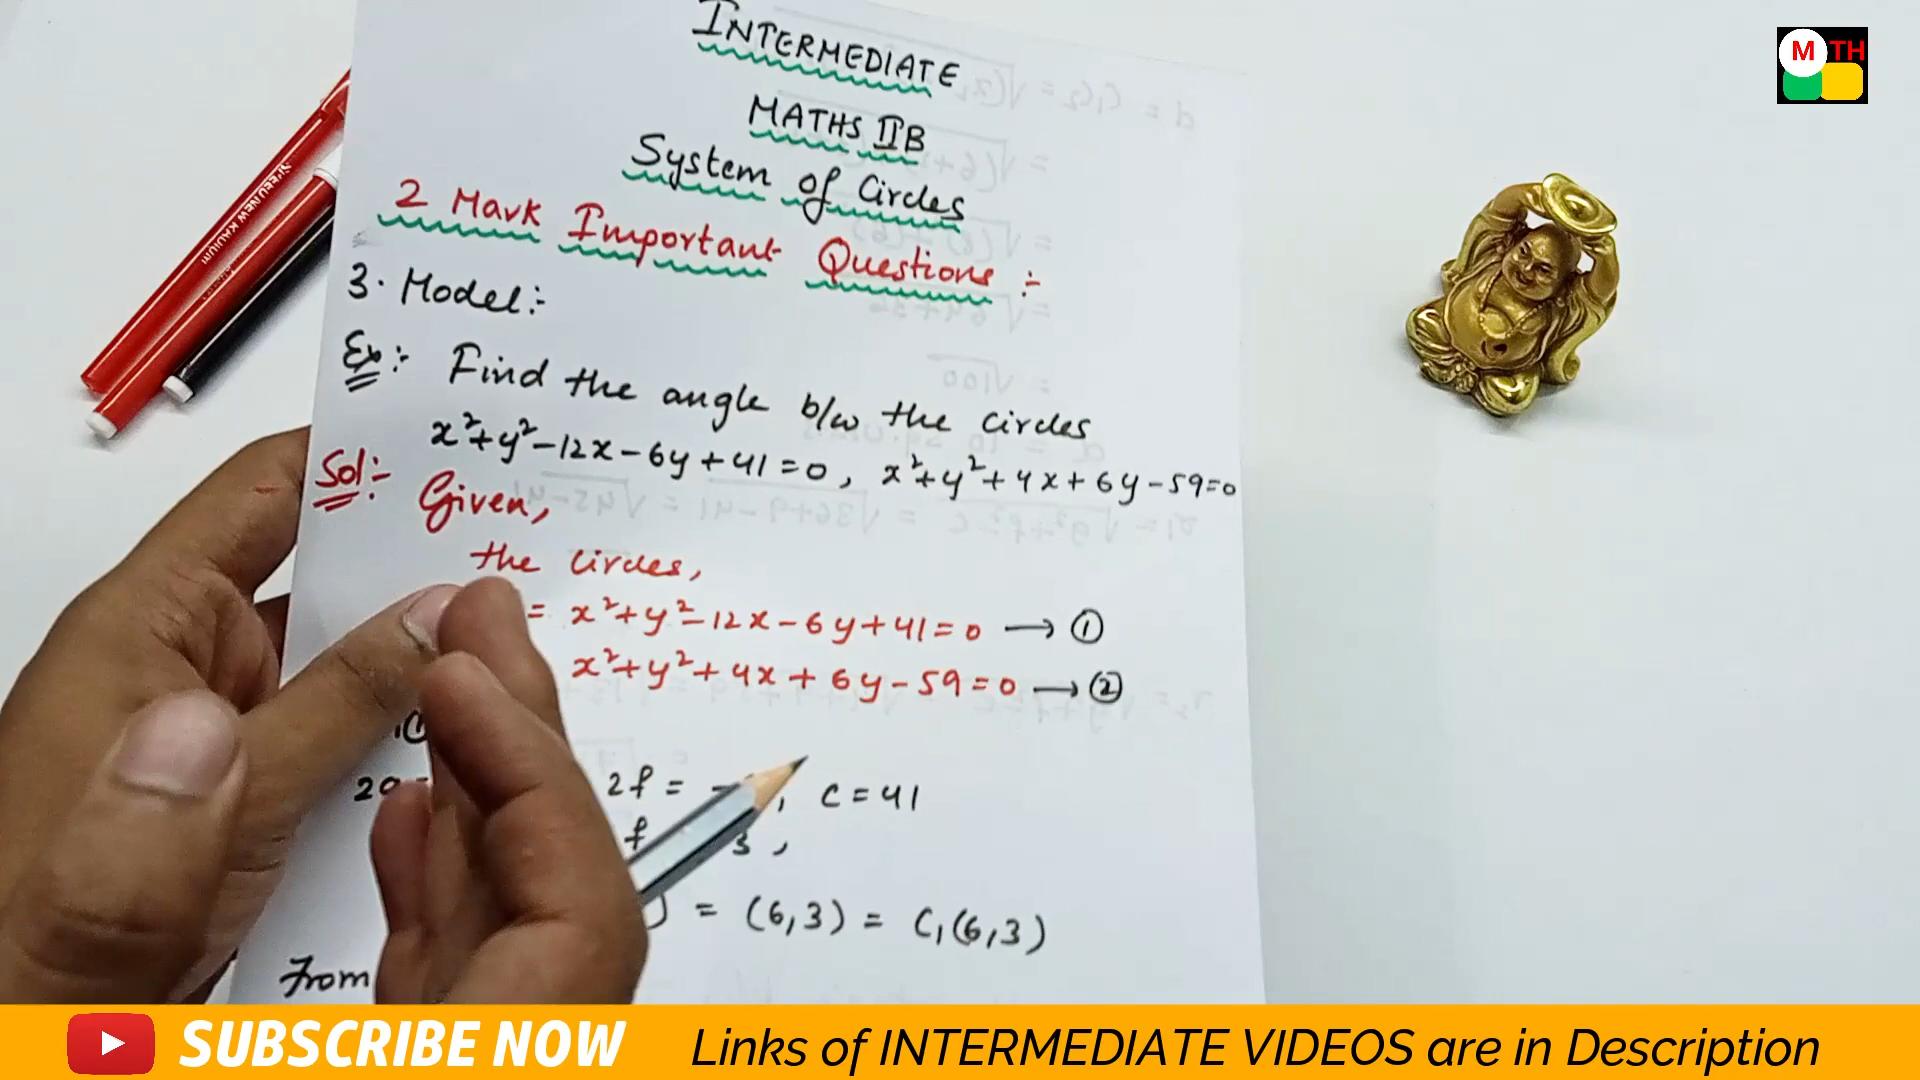 INTERMEDIATE
MATHS IIB
System of Circles
2 Mark Important Questions :-
3. Model:-
Ex:- Find the angle b/w the circles
x²+y²-12x-6y+41=0, x²+y²+4x+6y-59=0
Sol:- Given,
the circles,
= x²+y²-12x-6y+41=0 → ①
x²+y²+4x+6y-59=0 → ②
2f = , c=41
f 3,
= (6,3) = C₁(6,3)
From
M TH
SUBSCRIBE NOW
Links of INTERMEDIATE VIDEOS are in Description